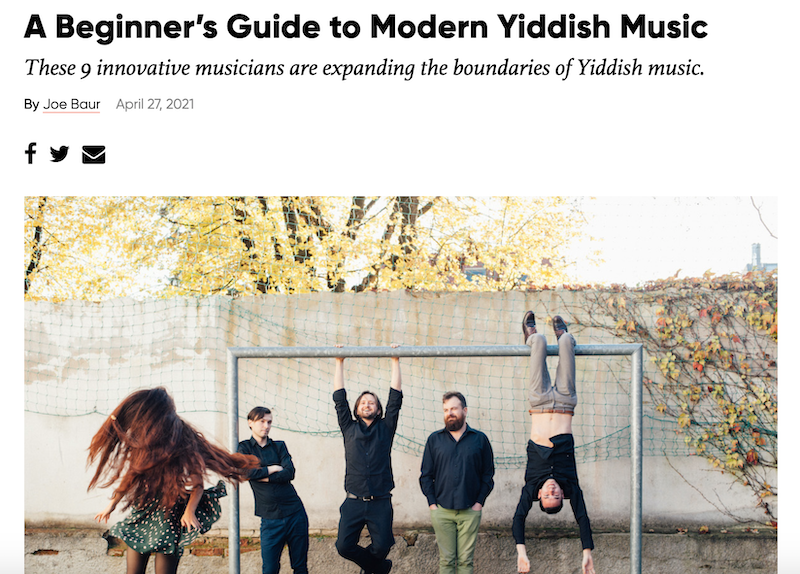 A Beginner’s Guide to Modern Yiddish Music
These 9 innovative musicians are expanding the boundaries of Yiddish music.
By Joe Baur April 27, 2021